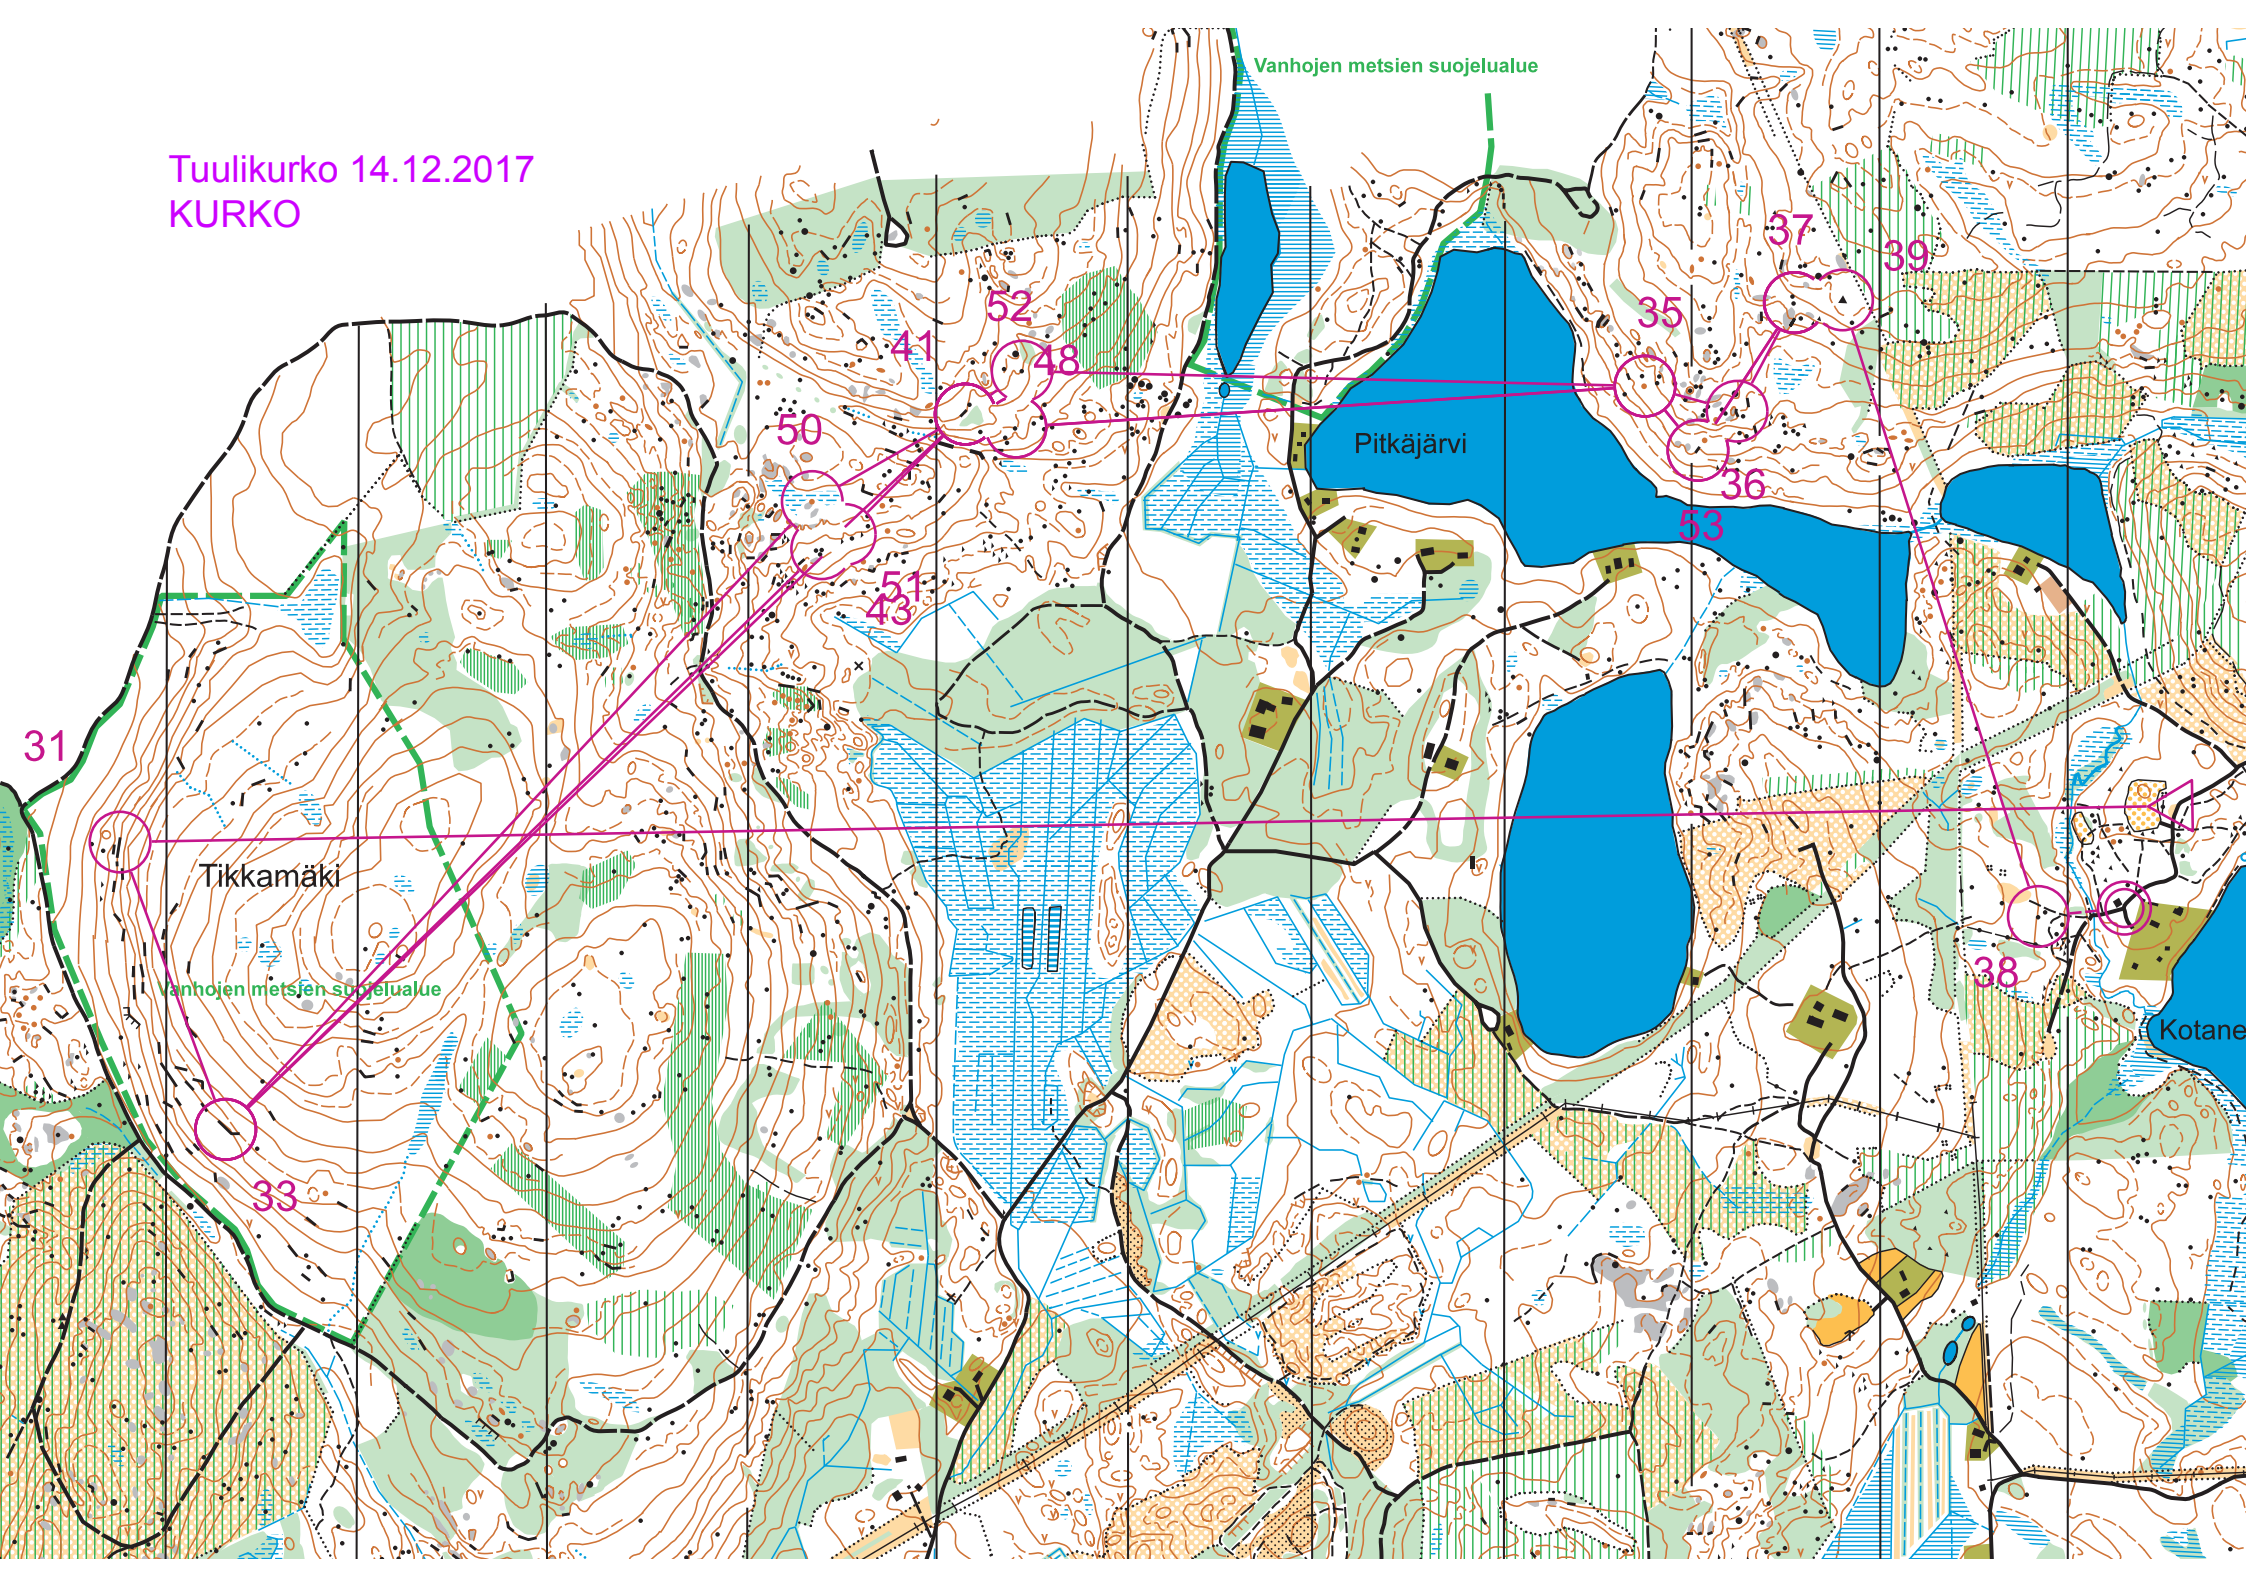 Vanhojen metsien suojelualue
Tuulikurko 14.12.2017
KURKO
37
39
52
35
41
48
50
Pitkäjärvi
36
53
51
43
31
Tikkamäki
38
Vanhojen metsien suojelualue
Kotane
33